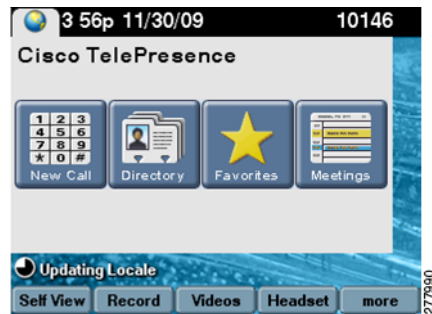 3 56p 11/30/09 10146
Cisco TelePresence
1 2 3
4 5 6
7 8 9
* 0 #
New Call Directory Favorites Meetings
Updating Locale
Self View Record Videos Headset more
277990